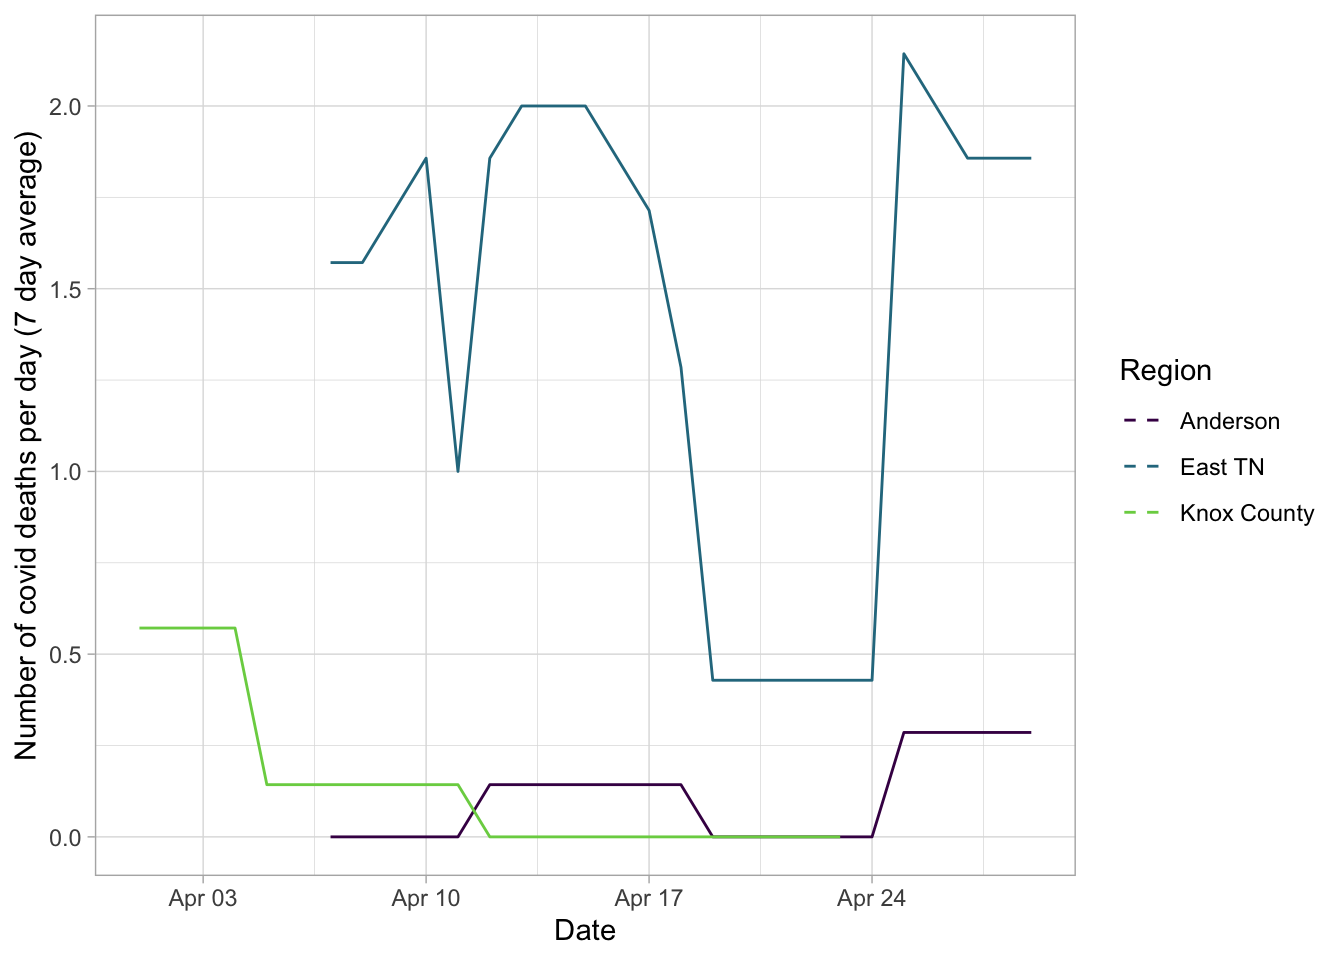 Number of covid deaths per day (7 day average)
2.0
1.5
1.0
0.5
0.0
Apr 03
Apr 10
Apr 17
Apr 24
Date
Region
Anderson
East TN
Knox County